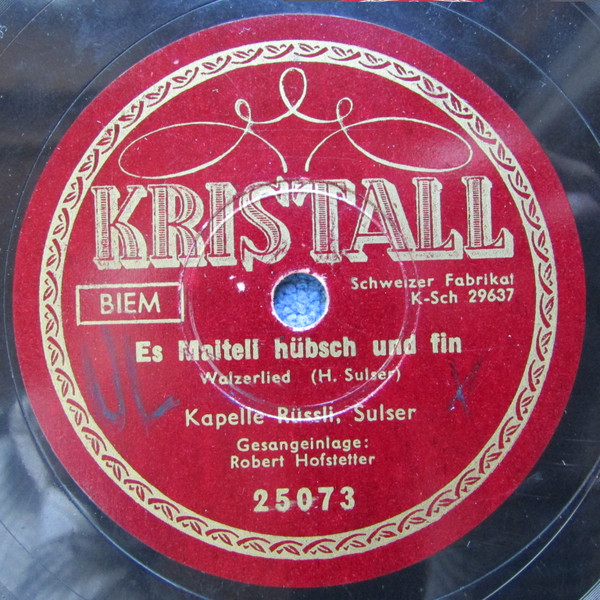 KRISTALL
BIEM
Schweizer Fabrikat
K-Sch 29637
Es Maiteli hübsch und fin
Walzerlied (H. Sulser)
Kapelle Rüssli, Sulser
Gesangeinlage:
Robert Hofstetter
25073